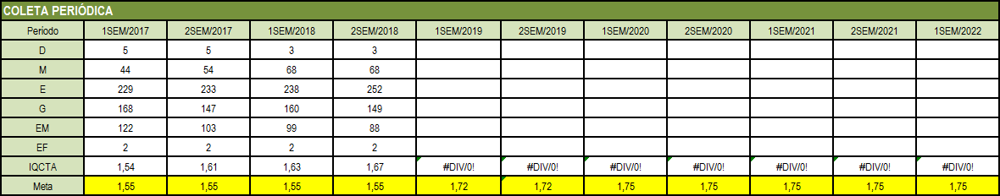 COLETA PERIÓDICA
Período 1SEM/2017 2SEM/2017 1SEM/2018 2SEM/2018 1SEM/2019 2SEM/2019 1SEM/2020 2SEM/2020 1SEM/2021 2SEM/2021 1SEM/2022
D 5 5 3 3
M 44 54 68 68
E 229 233 238 252
G 168 147 160 149
EM 122 103 99 88
EF 2 2 2 2
IQCTA 1,54 1,61 1,63 1,67 #DIV/0! #DIV/0! #DIV/0! #DIV/0! #DIV/0! #DIV/0! #DIV/0!
Meta 1,55 1,55 1,55 1,55 1,72 1,72 1,75 1,75 1,75 1,75 1,75